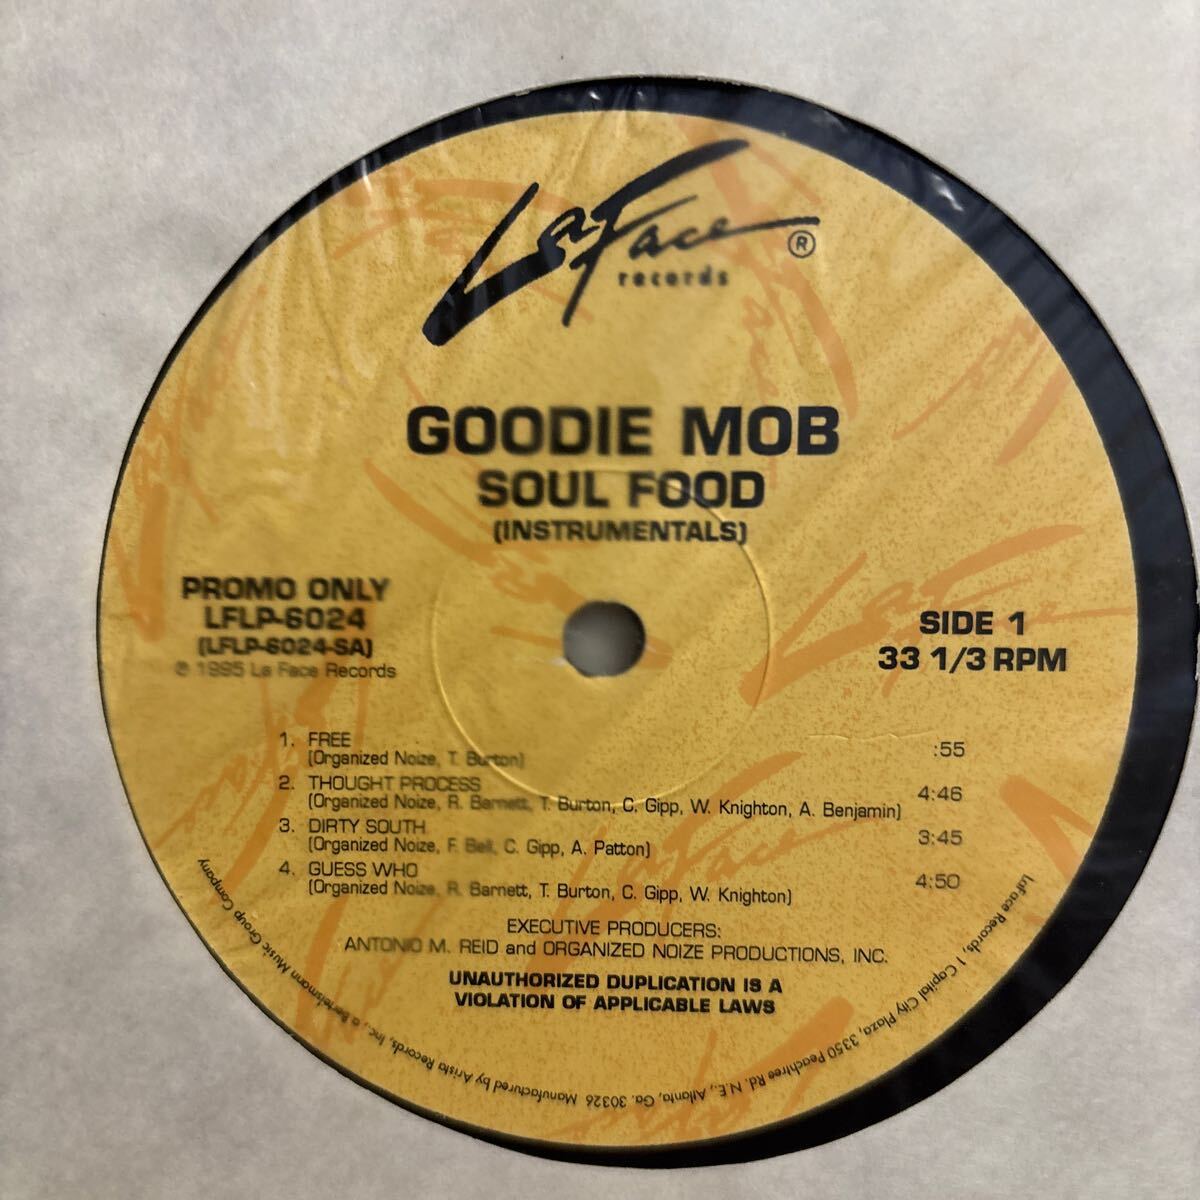 LaFace ®
records
GOODIE MOB
SOUL FOOD
(INSTRUMENTALS)
PROMO ONLY
LFLP-6024
(LFLP-6024-SA)
℗ 1995 La Face Records
SIDE 1
33 1/3 RPM
1. FREE :55
(Organized Noize, T. Burton)
2. THOUGHT PROCESS 4:46
(Organized Noize, R. Barnett, T. Burton, C. Gipp, W. Knighton, A. Benjamin)
3. DIRTY SOUTH 3:45
(Organized Noize, F. Bell, C. Gipp, A. Patton)
4. GUESS WHO 4:50
(Organized Noize, R. Barnett, T. Burton, C. Gipp, W. Knighton)
EXECUTIVE PRODUCERS:
ANTONIO M. REID and ORGANIZED NOIZE PRODUCTIONS, INC.
UNAUTHORIZED DUPLICATION IS A
VIOLATION OF APPLICABLE LAWS
LaFace Records, 1 Capital City Plaza, 3350 Peachtree Rd. N.E., Atlanta, Ga. 30326 Manufactured by Arista Records, Inc., a Bertelsmann Music Group Company